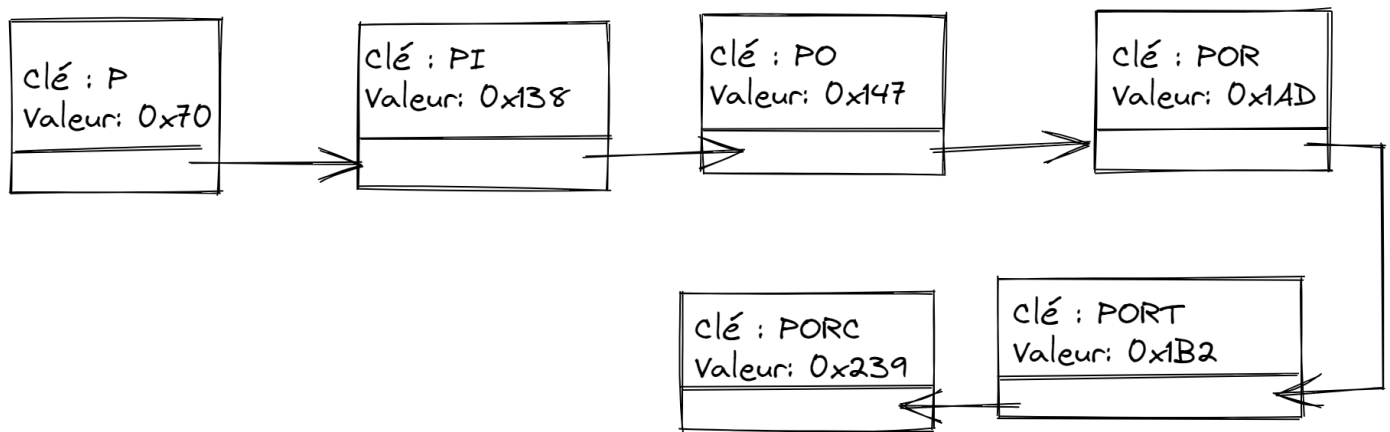 Clé : P
Valeur: 0x70
Clé : PI
Valeur: 0x138
Clé : PO
Valeur: 0x147
Clé : POR
Valeur: 0x1AD
Clé : PORT
Valeur: 0x1B2
Clé : PORC
Valeur: 0x239